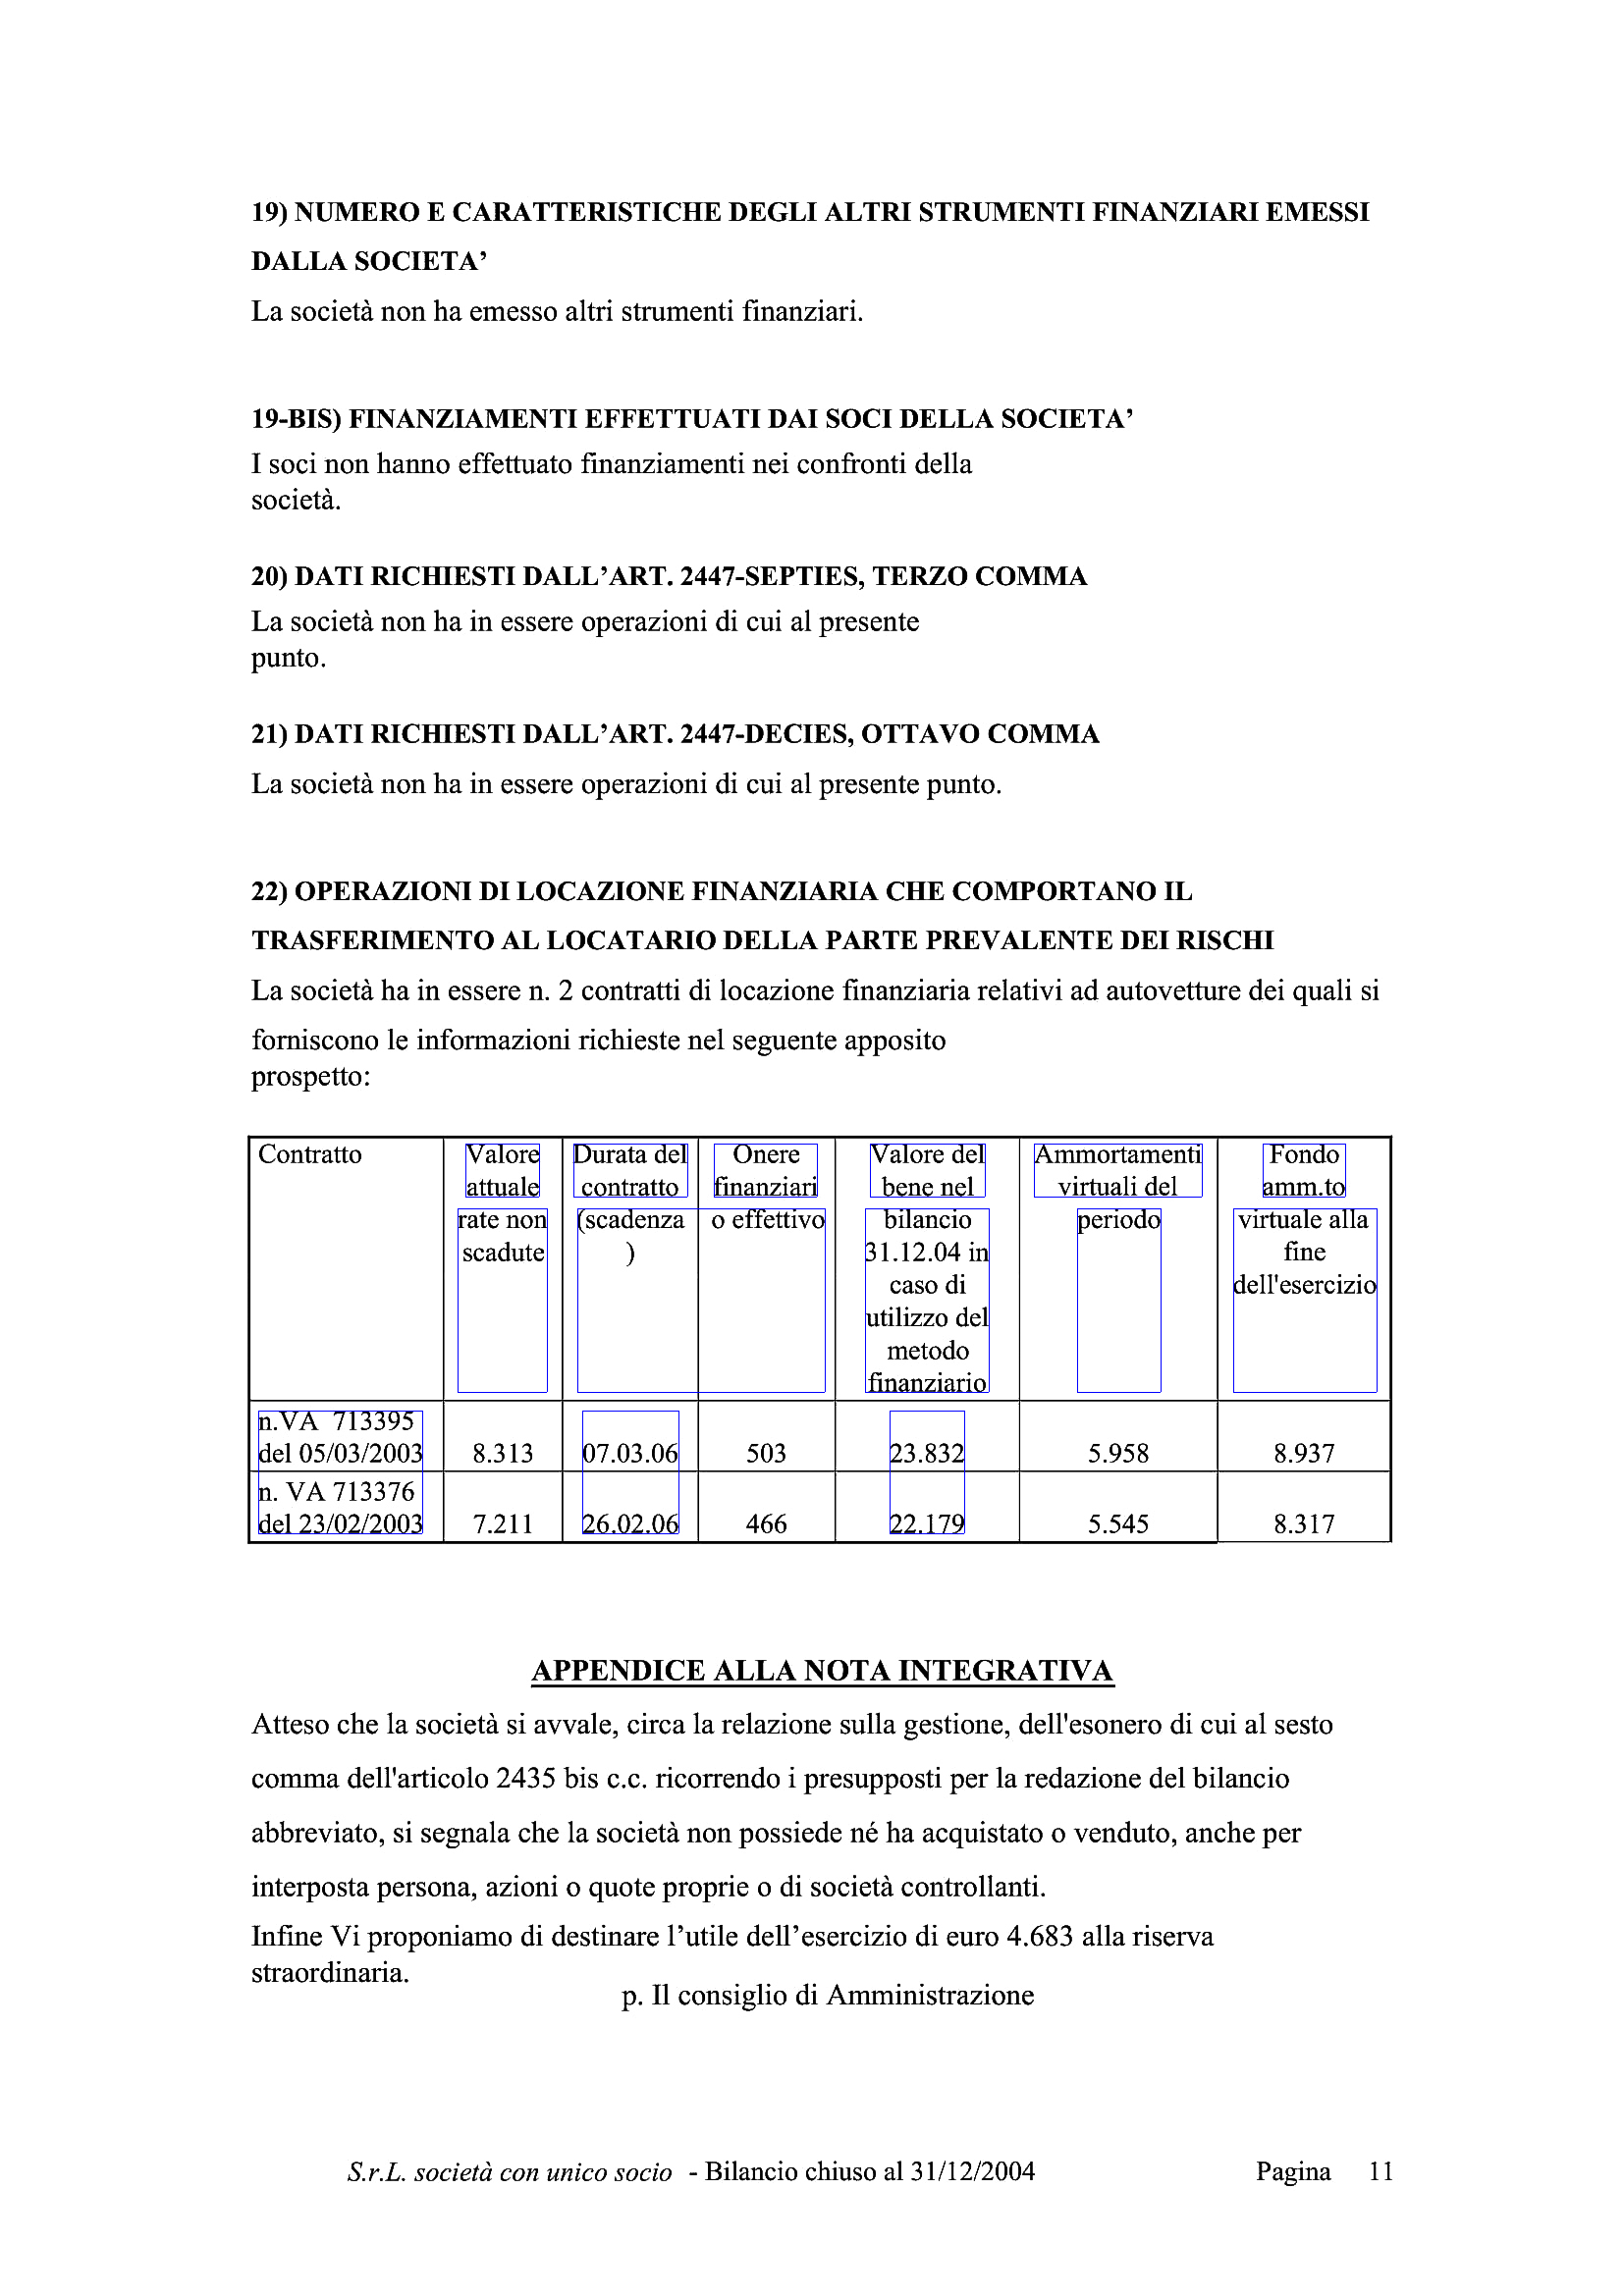 19) NUMERO E CARATTERISTICHE DEGLI ALTRI STRUMENTI FINANZIARI EMESSI
DALLA SOCIETA’
La società non ha emesso altri strumenti finanziari.
19-BIS) FINANZIAMENTI EFFETTUATI DAI SOCI DELLA SOCIETA’
I soci non hanno effettuato finanziamenti nei confronti della
società.
20) DATI RICHIESTI DALL’ART. 2447-SEPTIES, TERZO COMMA
La società non ha in essere operazioni di cui al presente
punto.
21) DATI RICHIESTI DALL’ART. 2447-DECIES, OTTAVO COMMA
La società non ha in essere operazioni di cui al presente punto.
22) OPERAZIONI DI LOCAZIONE FINANZIARIA CHE COMPORTANO IL
TRASFERIMENTO AL LOCATARIO DELLA PARTE PREVALENTE DEI RISCHI
La società ha in essere n. 2 contratti di locazione finanziaria relativi ad autovetture dei quali si
forniscono le informazioni richieste nel seguente apposito
prospetto:
Contratto
Valore
attuale
rate non
scadute
Durata del
contratto
(scadenza
)
Onere
finanziari
o effettivo
Valore del
bene nel
bilancio
31.12.04 in
caso di
utilizzo del
metodo
finanziario
Ammortamenti
virtuali del
periodo
Fondo
amm.to
virtuale alla
fine
dell'esercizio
n.VA 713395
del 05/03/2003 8.313 07.03.06 503 23.832 5.958 8.937
n. VA 713376
del 23/02/2003 7.211 26.02.06 466 22.179 5.545 8.317
APPENDICE ALLA NOTA INTEGRATIVA
Atteso che la società si avvale, circa la relazione sulla gestione, dell'esonero di cui al sesto
comma dell'articolo 2435 bis c.c. ricorrendo i presupposti per la redazione del bilancio
abbreviato, si segnala che la società non possiede né ha acquistato o venduto, anche per
interposta persona, azioni o quote proprie o di società controllanti.
Infine Vi proponiamo di destinare l’utile dell’esercizio di euro 4.683 alla riserva
straordinaria.
p. Il consiglio di Amministrazione
S.r.L. società con unico socio - Bilancio chiuso al 31/12/2004 Pagina 11